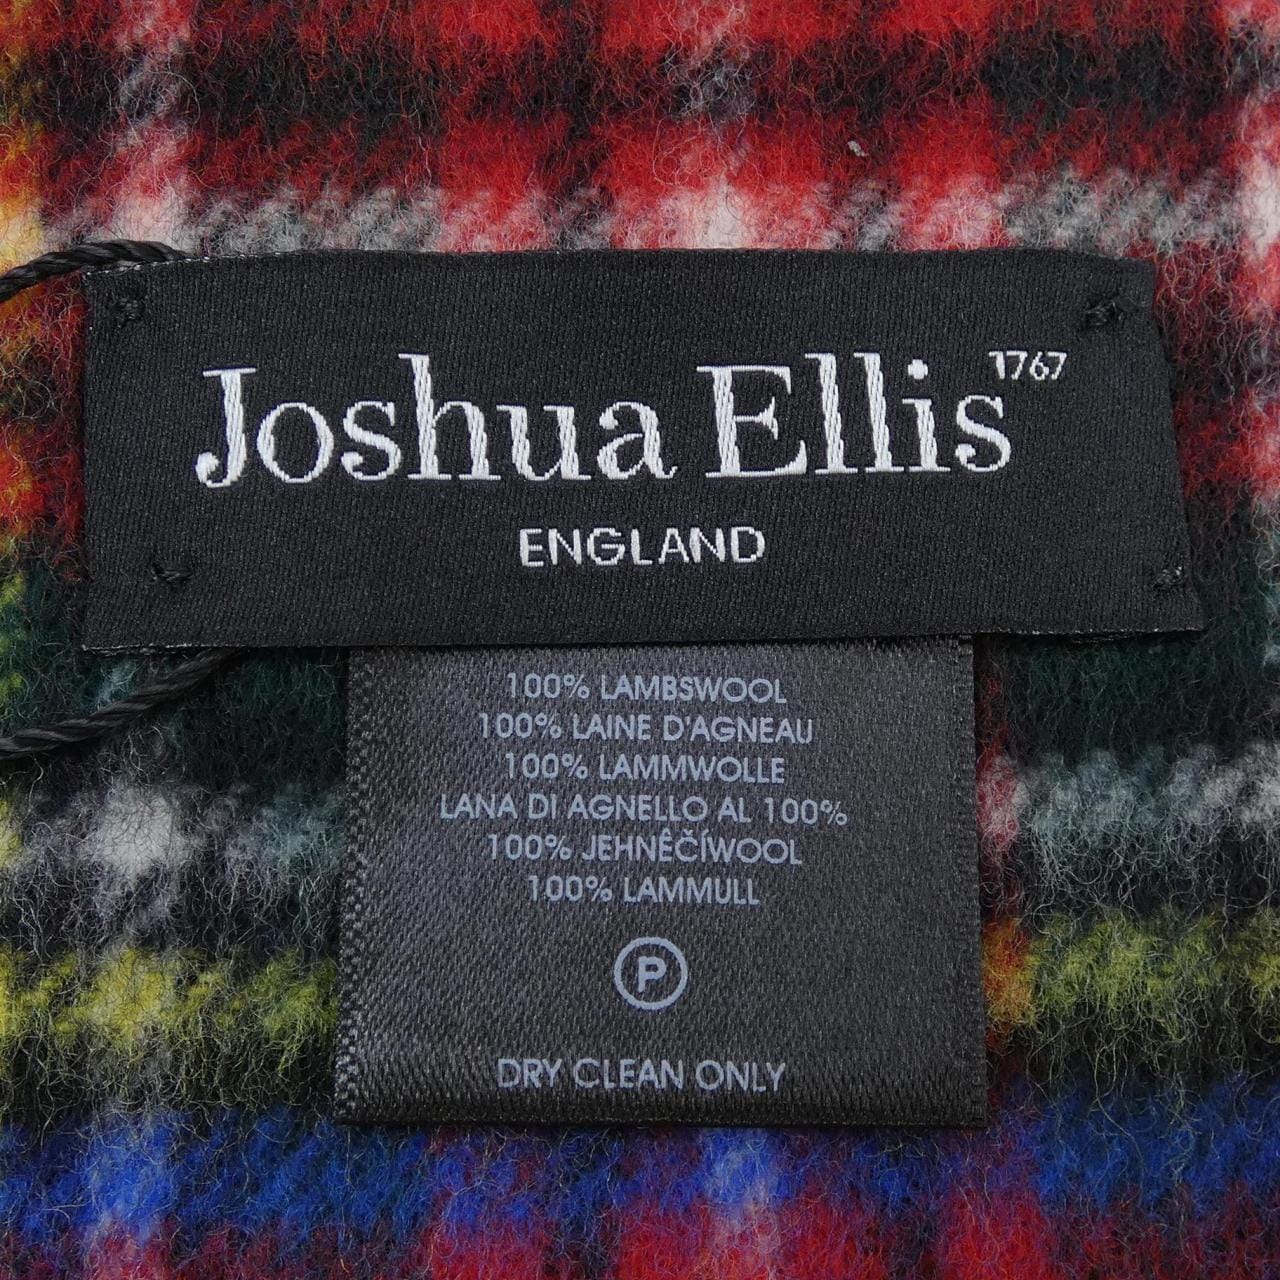 Joshua Ellis 1767
ENGLAND
100% LAMBSWOOL
100% LAINE D'AGNEAU
100% LAMMWOLLE
LANA DI AGNELLO AL 100%
100% JEHNÊČÍWOOL
100% LAMMULL
P
DRY CLEAN ONLY